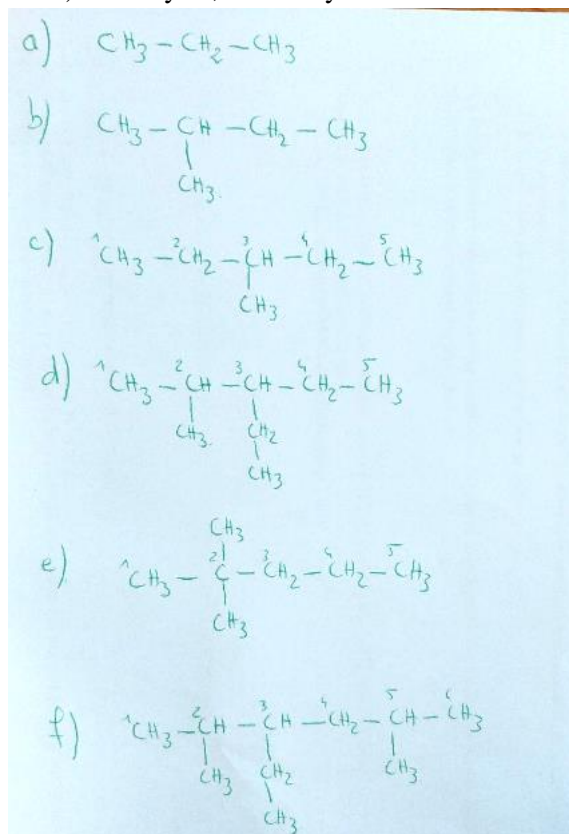 a) CH3 – CH2 – CH3
b) CH3 – CH – CH2 – CH3
CH3
c) 1CH3 – 2CH2 – 3CH – 4CH2 – 5CH3
CH3
d) 1CH3 – 2CH – 3CH – 4CH2 – 5CH3
CH3 CH2
CH3
CH3
e) 1CH3 – 2C – 3CH2 – 4CH2 – 5CH3
CH3
f) 1CH3 – 2CH – 3CH – 4CH2 – 5CH – 6CH3
CH3 CH2 CH3
CH3